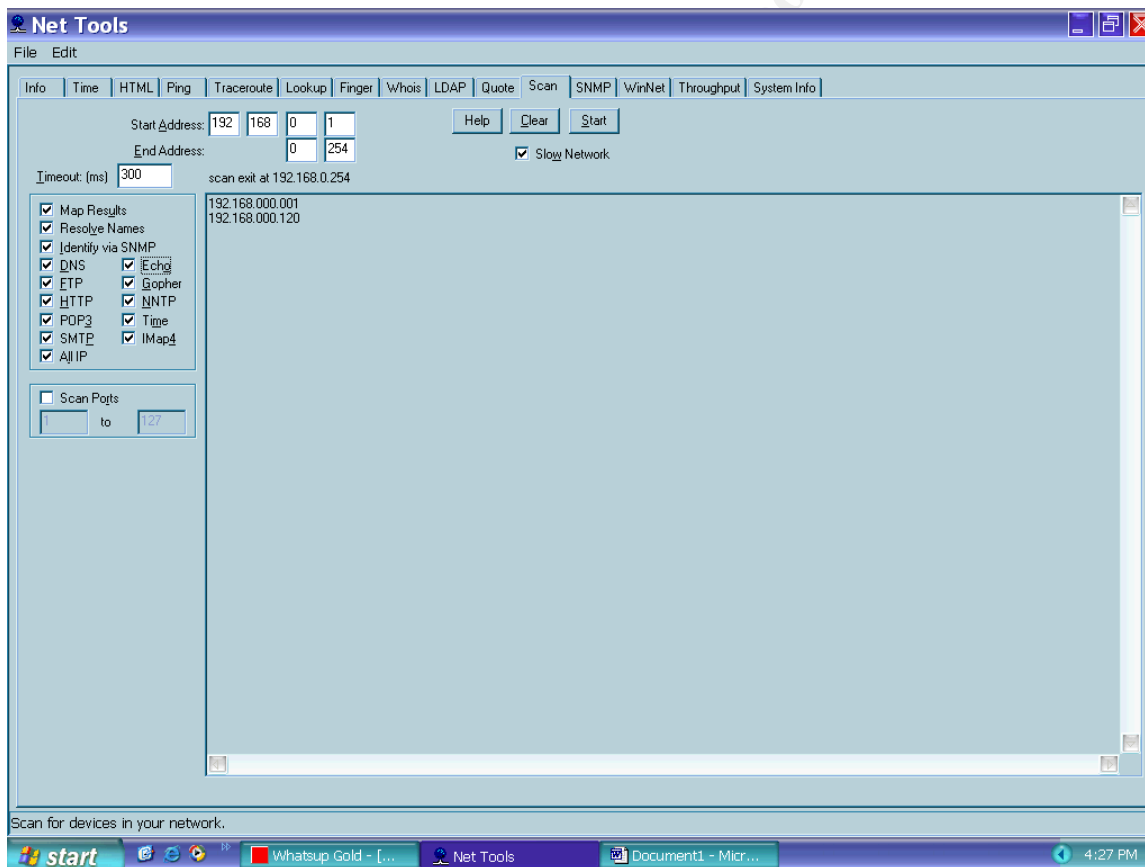 Net Tools
File Edit
Info Time HTML Ping Traceroute Lookup Finger Whois LDAP Quote Scan SNMP WinNet Throughput System Info
Start Address: 192 168 0 1 Help Clear Start
End Address: 0 254 Slow Network
Timeout: (ms) 300 scan exit at 192.168.0.254
192.168.000.001
192.168.000.120
Map Results
Resolve Names
Identify via SNMP
DNS Echo
FTP Gopher
HTTP NNTP
POP3 Time
SMTP IMap4
All IP
Scan Ports
1 to 127
Scan for devices in your network.
start Whatsup Gold - [... Net Tools Document1 - Micr... 4:27 PM